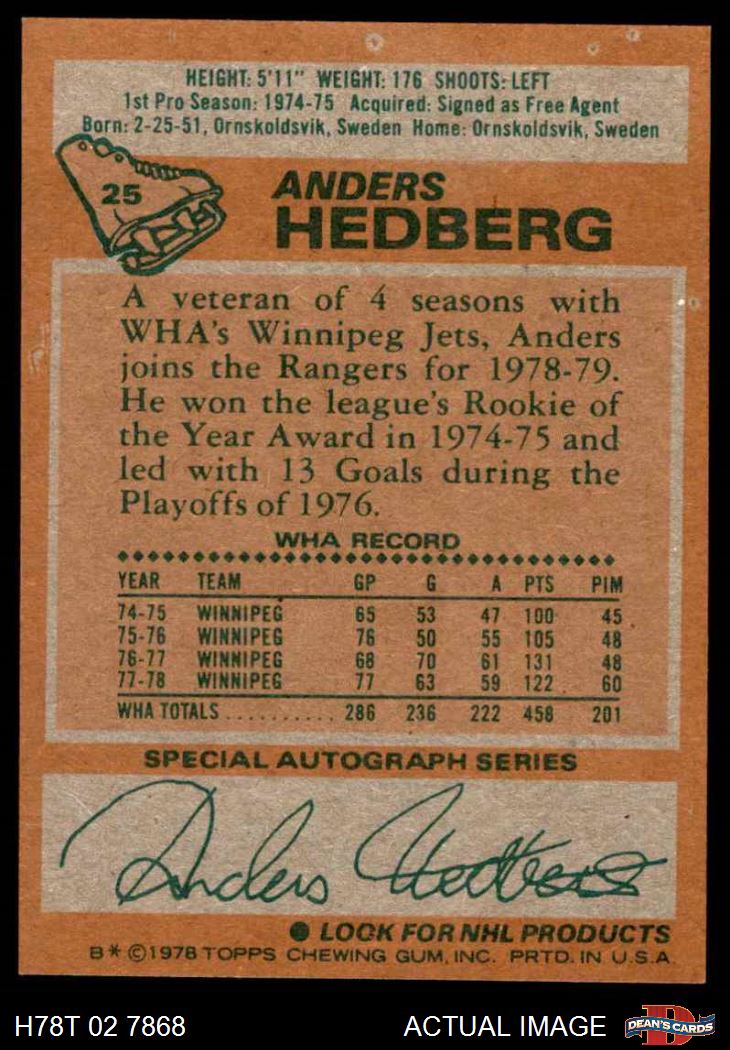 HEIGHT: 5'11" WEIGHT: 176 SHOOTS: LEFT
1st Pro Season: 1974-75 Acquired: Signed as Free Agent
Born: 2-25-51, Ornskoldsvik, Sweden Home: Ornskoldsvik, Sweden
25
ANDERS
HEDBERG
A veteran of 4 seasons with
WHA's Winnipeg Jets, Anders
joins the Rangers for 1978-79.
He won the league's Rookie of
the Year Award in 1974-75 and
led with 13 Goals during the
Playoffs of 1976.
WHA RECORD
YEAR TEAM GP G A PTS PIM
74-75 WINNIPEG 65 53 47 100 45
75-76 WINNIPEG 76 50 55 105 48
76-77 WINNIPEG 68 70 61 131 48
77-78 WINNIPEG 77 63 59 122 60
WHA TOTALS .......... 286 236 222 458 201
SPECIAL AUTOGRAPH SERIES
Anders Hedberg
● LOOK FOR NHL PRODUCTS
B* ©1978 TOPPS CHEWING GUM, INC. PRTD. IN U.S.A.
H78T 02 7868 ACTUAL IMAGE D DEAN'S CARDS